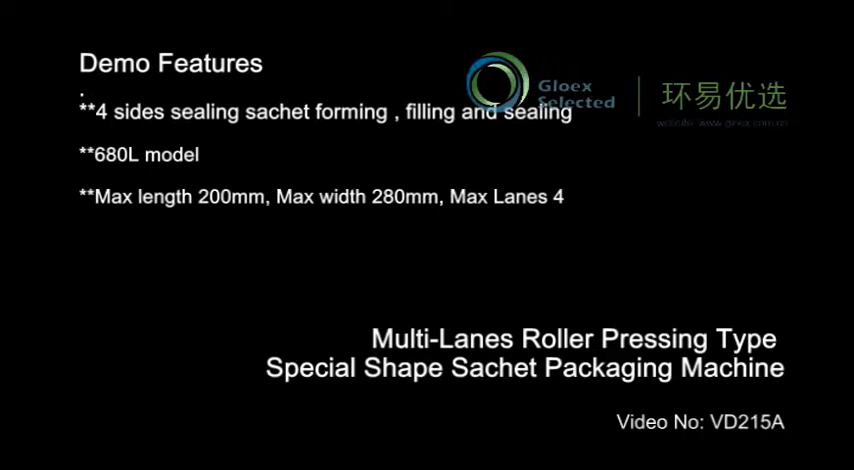 Demo Features
.
**4 sides sealing sachet forming , filling and sealing
Gloex
Selected
环易优选
**680L model
**Max length 200mm, Max width 280mm, Max Lanes 4
Multi-Lanes Roller Pressing Type
Special Shape Sachet Packaging Machine
Video No: VD215A